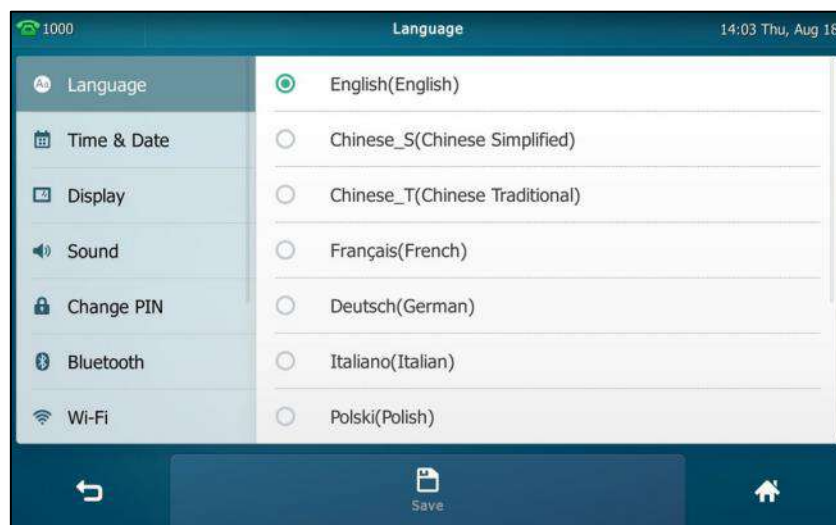 1000 Language 14:03 Thu, Aug 18
Language
Time & Date
Display
Sound
Change PIN
Bluetooth
Wi-Fi
English(English)
Chinese_S(Chinese Simplified)
Chinese_T(Chinese Traditional)
Français(French)
Deutsch(German)
Italiano(Italian)
Polski(Polish)
Save